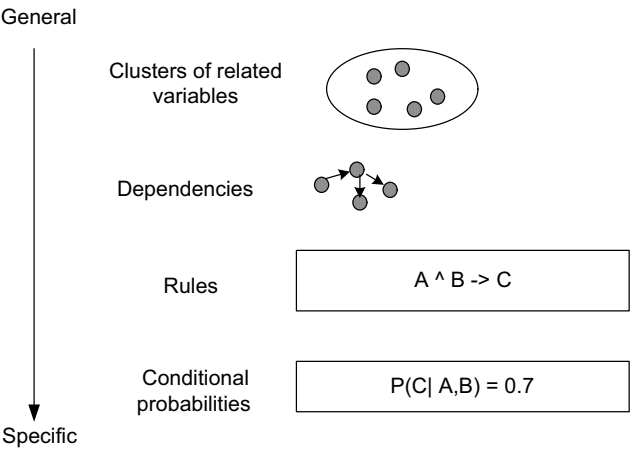 General
Clusters of related
variables
Dependencies
Rules
A ^ B -> C
Conditional
probabilities
P(C| A,B) = 0.7
Specific